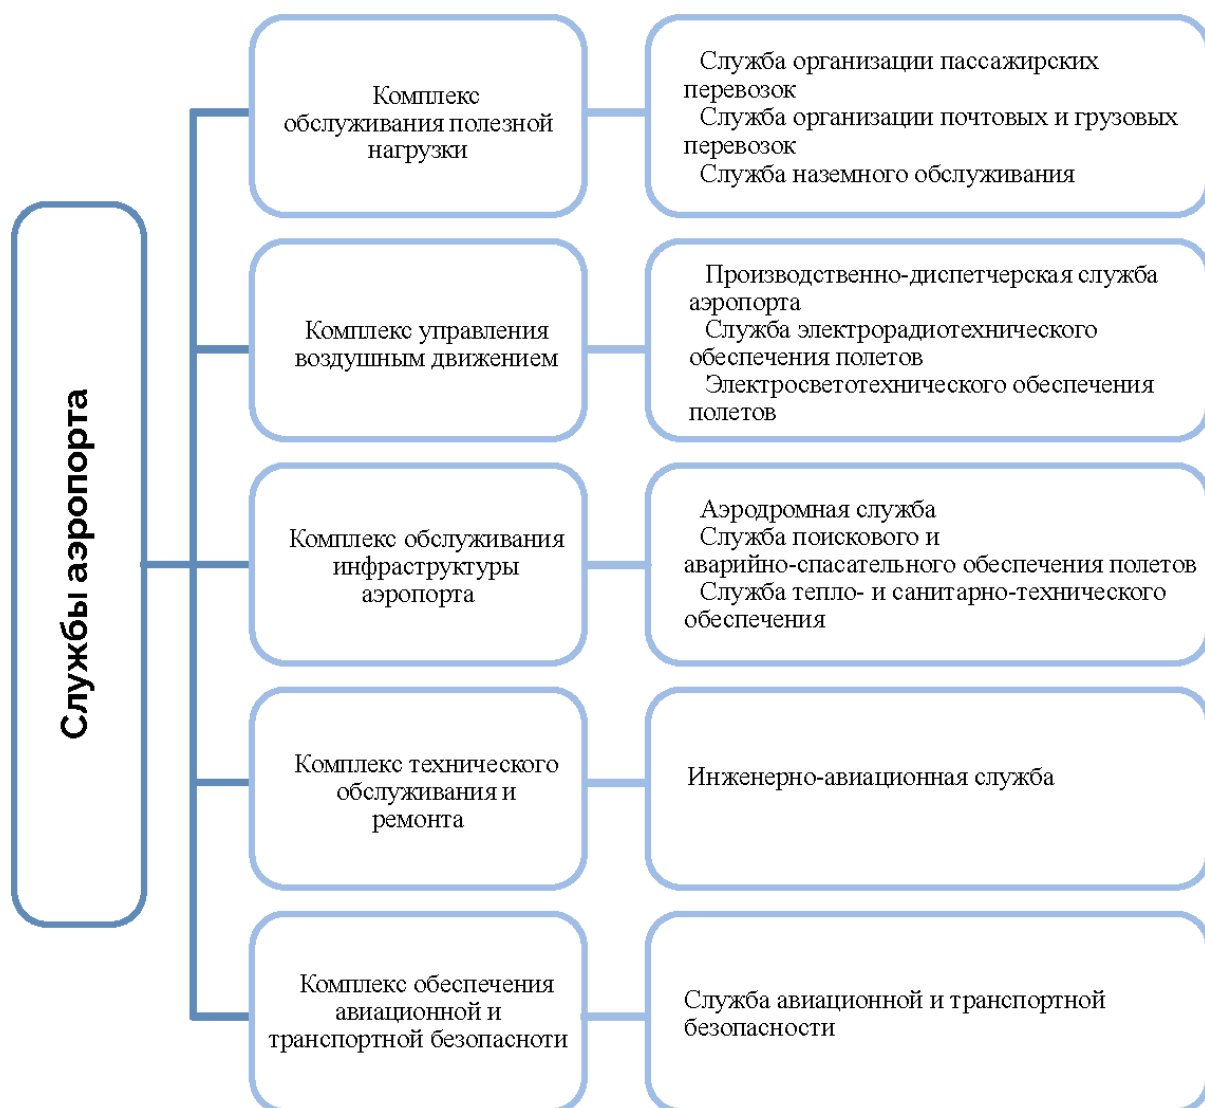 Службы аэропорта
Комплекс
обслуживания полезной
нагрузки
Служба организации пассажирских
перевозок
Служба организации почтовых и грузовых
перевозок
Служба наземного обслуживания
Комплекс управления
воздушным движением
Производственно-диспетчерская служба
аэропорта
Служба электрорадиотехнического
обеспечения полетов
Электросветотехнического обеспечения
полетов
Комплекс обслуживания
инфраструктуры
аэропорта
Аэродромная служба
Служба поискового и
аварийно-спасательного обеспечения полетов
Служба тепло- и санитарно-технического
обеспечения
Комплекс технического
обслуживания и
ремонта
Инженерно-авиационная служба
Комплекс обеспечения
авиационной и
транспортной безопасноти
Служба авиационной и транспортной
безопасности